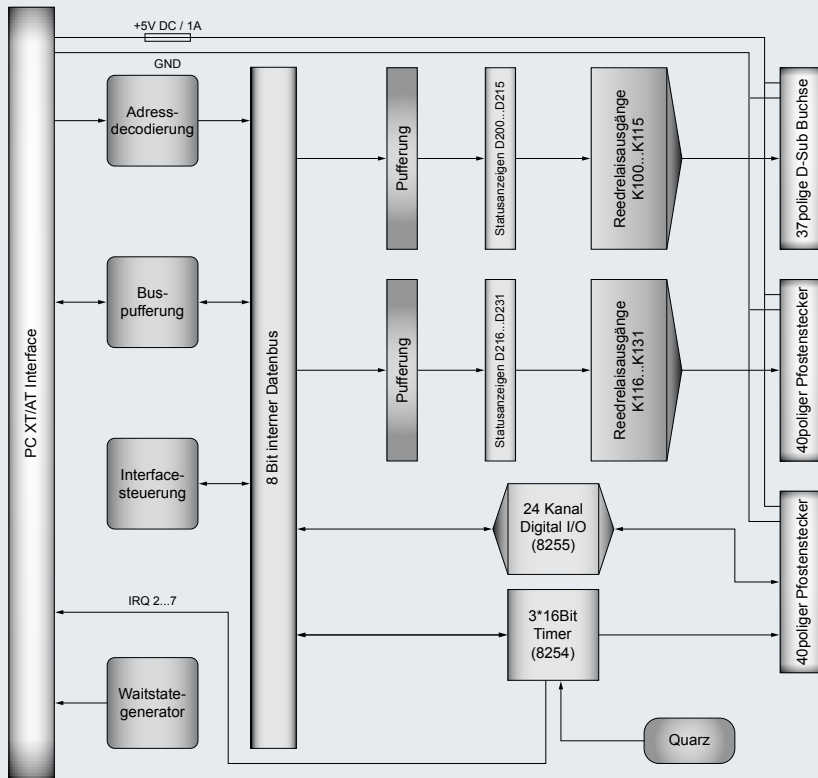 +5V DC / 1A
GND
PC XT/AT Interface
Adress-
decodierung
Bus-
pufferung
Interface-
steuerung
IRQ 2...7
Waitstate-
generator
8 Bit interner Datenbus
Pufferung
Statusanzeigen D200...D215
Reedrelaisausgänge
K100...K115
37polige D-Sub Buchse
Pufferung
Statusanzeigen D216...D231
Reedrelaisausgänge
K116...K131
40poliger Pfostenstecker
24 Kanal
Digital I/O
(8255)
3*16Bit
Timer
(8254)
40poliger Pfostenstecker
Quarz